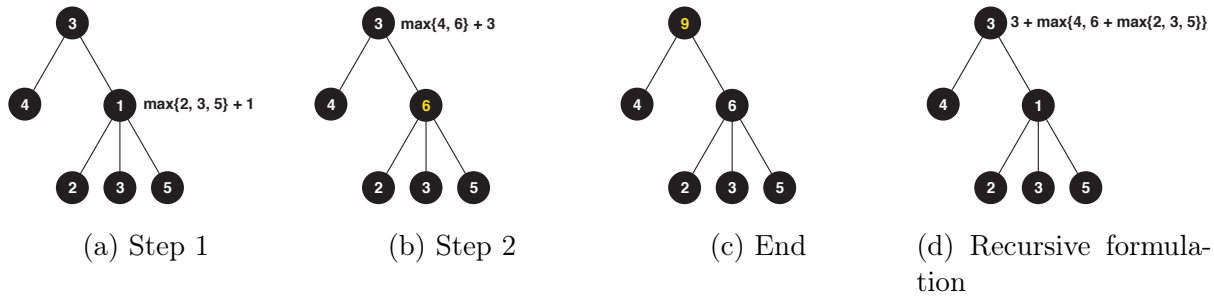 3
max{4, 6} + 3
4
1
max{2, 3, 5} + 1
2 3 5
(a) Step 1
3
4
6
2 3 5
(b) Step 2
9
4
6
2 3 5
(c) End
3
3 + max{4, 6 + max{2, 3, 5}}
4
1
2 3 5
(d) Recursive formula-
tion